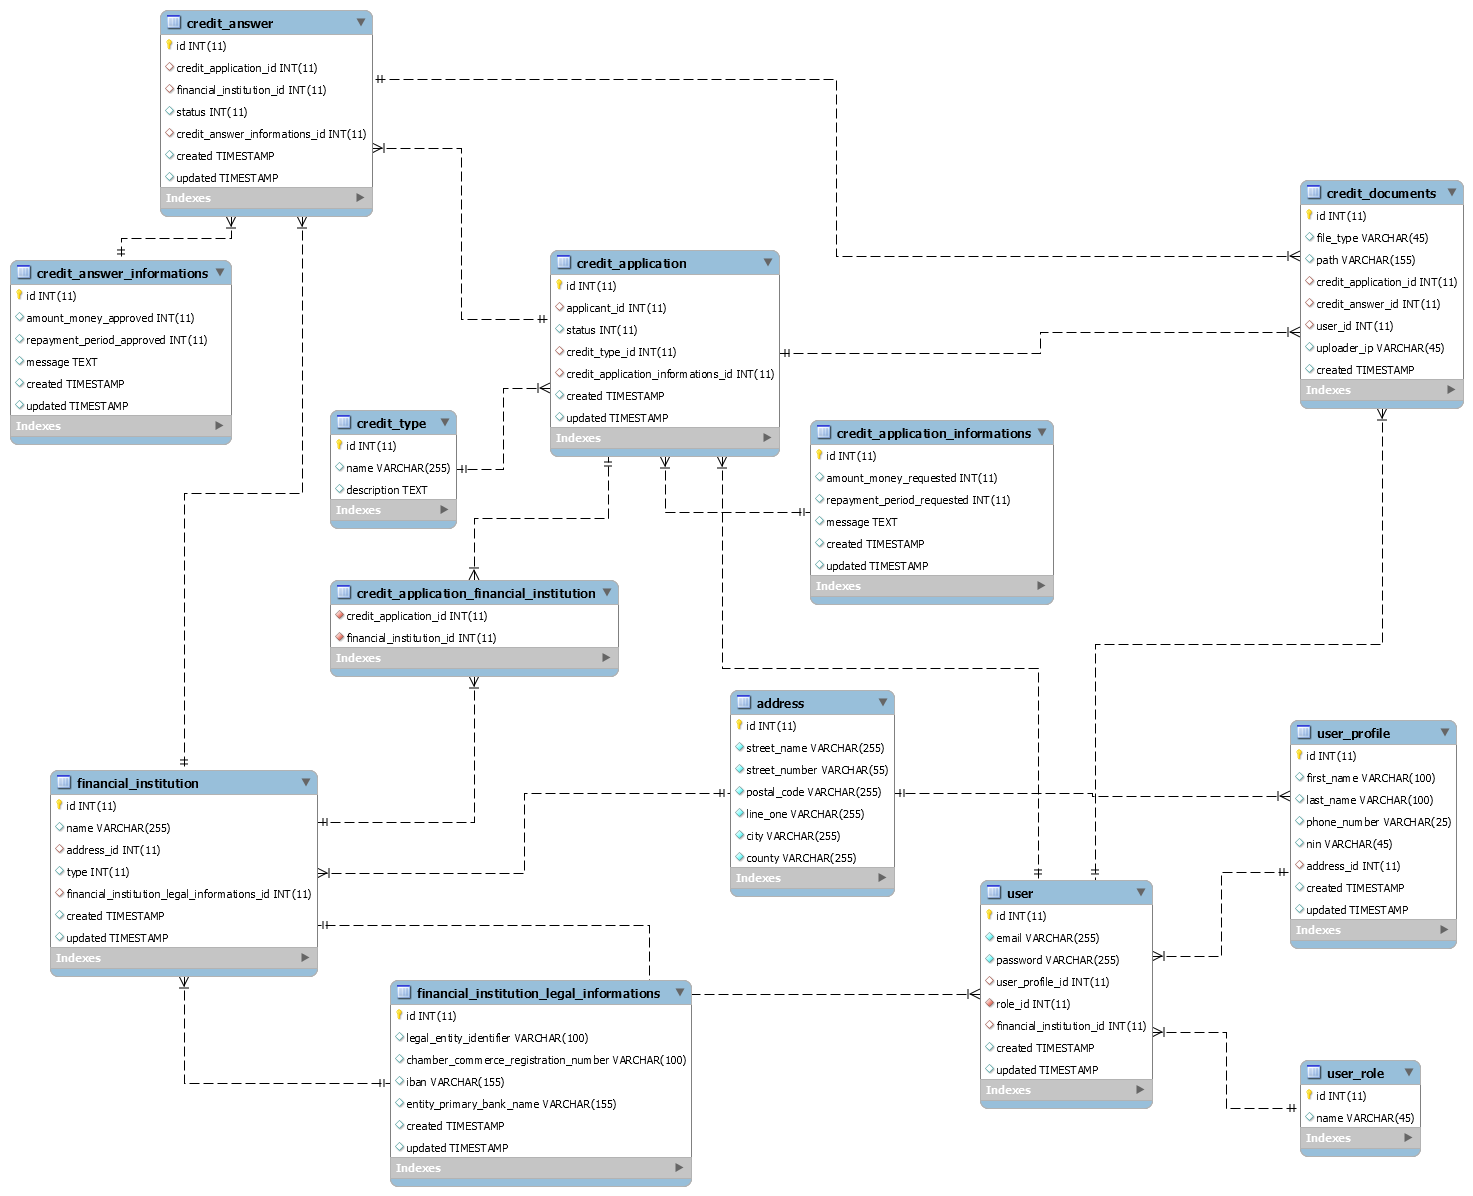 credit_answer
id INT(11)
credit_application_id INT(11)
financial_institution_id INT(11)
status INT(11)
credit_answer_informations_id INT(11)
created TIMESTAMP
updated TIMESTAMP
Indexes
credit_documents
id INT(11)
file_type VARCHAR(45)
path VARCHAR(155)
credit_application_id INT(11)
credit_answer_id INT(11)
user_id INT(11)
uploader_ip VARCHAR(45)
created TIMESTAMP
Indexes
credit_answer_informations
id INT(11)
amount_money_approved INT(11)
repayment_period_approved INT(11)
message TEXT
created TIMESTAMP
updated TIMESTAMP
Indexes
credit_application
id INT(11)
applicant_id INT(11)
status INT(11)
credit_type_id INT(11)
credit_application_informations_id INT(11)
created TIMESTAMP
updated TIMESTAMP
Indexes
credit_type
id INT(11)
name VARCHAR(255)
description TEXT
Indexes
credit_application_informations
id INT(11)
amount_money_requested INT(11)
repayment_period_requested INT(11)
message TEXT
created TIMESTAMP
updated TIMESTAMP
Indexes
credit_application_financial_institution
credit_application_id INT(11)
financial_institution_id INT(11)
Indexes
address
id INT(11)
street_name VARCHAR(255)
street_number VARCHAR(55)
postal_code VARCHAR(255)
line_one VARCHAR(255)
city VARCHAR(255)
county VARCHAR(255)
Indexes
user_profile
id INT(11)
first_name VARCHAR(100)
last_name VARCHAR(100)
phone_number VARCHAR(25)
nin VARCHAR(45)
address_id INT(11)
created TIMESTAMP
updated TIMESTAMP
Indexes
financial_institution
id INT(11)
name VARCHAR(255)
address_id INT(11)
type INT(11)
financial_institution_legal_informations_id INT(11)
created TIMESTAMP
updated TIMESTAMP
Indexes
user
id INT(11)
email VARCHAR(255)
password VARCHAR(255)
user_profile_id INT(11)
role_id INT(11)
financial_institution_id INT(11)
created TIMESTAMP
updated TIMESTAMP
Indexes
financial_institution_legal_informations
id INT(11)
legal_entity_identifier VARCHAR(100)
chamber_commerce_registration_number VARCHAR(100)
iban VARCHAR(155)
entity_primary_bank_name VARCHAR(155)
created TIMESTAMP
updated TIMESTAMP
Indexes
user_role
id INT(11)
name VARCHAR(45)
Indexes